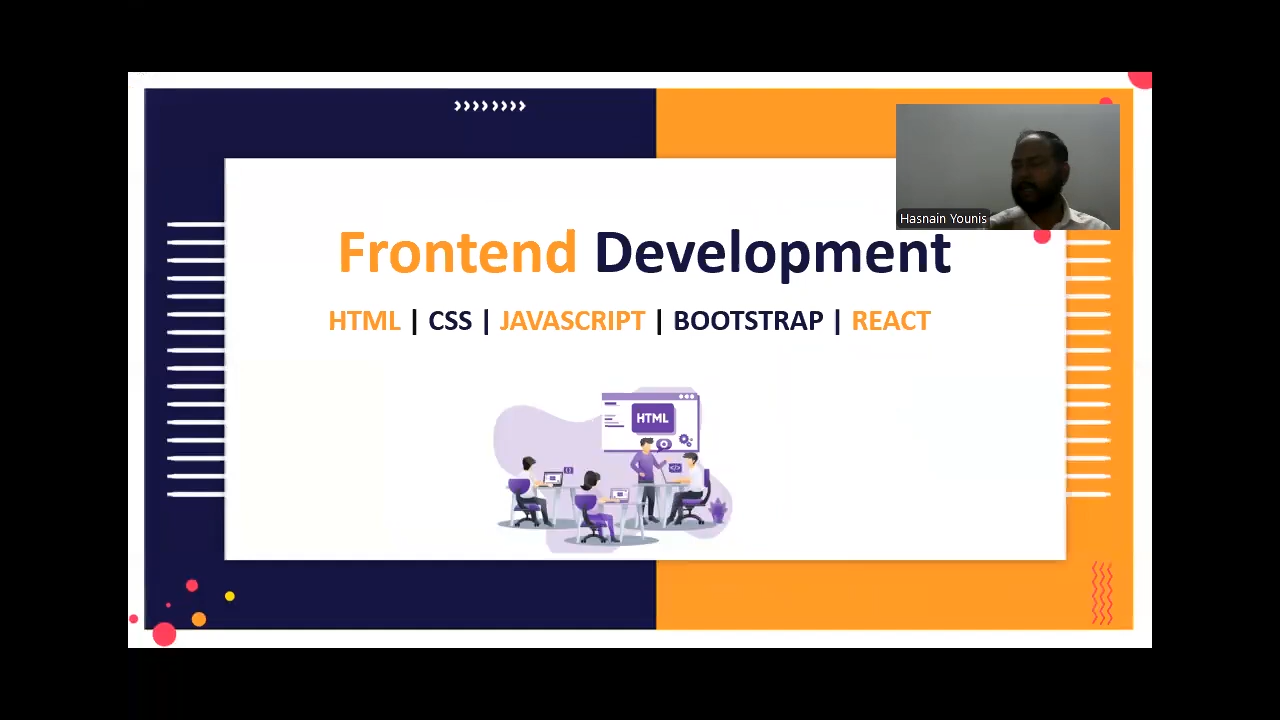 Hasnain Younis
Frontend Development
HTML | CSS | JAVASCRIPT | BOOTSTRAP | REACT
HTML